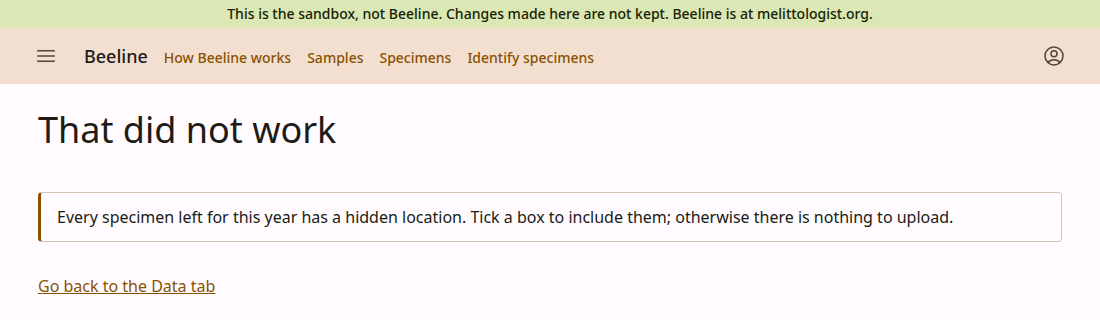 This is the sandbox, not Beeline. Changes made here are not kept. Beeline is at melittologist.org.
Beeline How Beeline works Samples Specimens Identify specimens
That did not work
Every specimen left for this year has a hidden location. Tick a box to include them; otherwise there is nothing to upload.
Go back to the Data tab